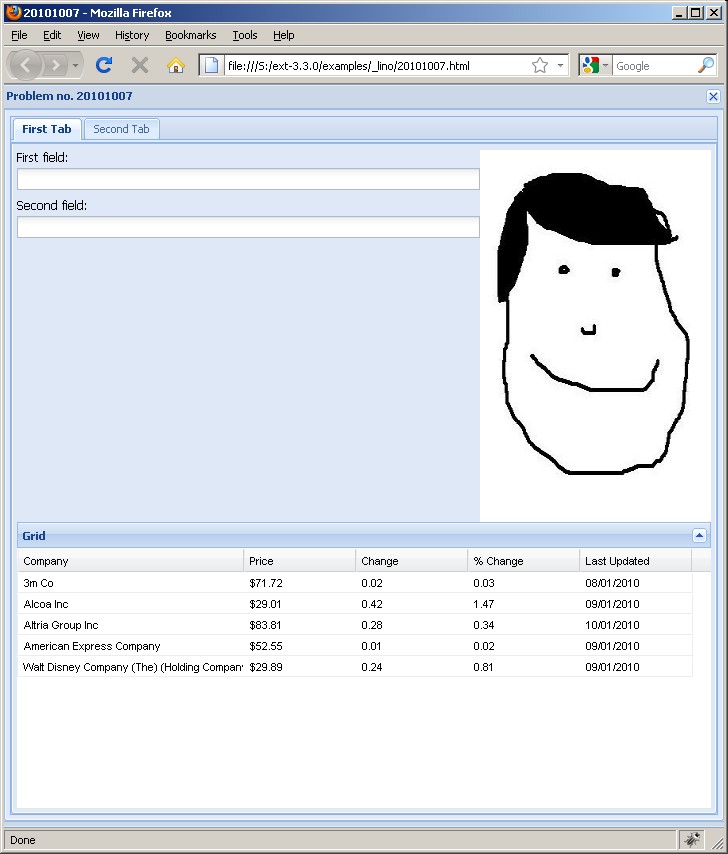 20101007 - Mozilla Firefox
File Edit View History Bookmarks Tools Help
file:///S:/ext-3.3.0/examples/_lino/20101007.html Google
Problem no. 20101007
First Tab Second Tab
First field:
Second field:
Grid
Company Price Change % Change Last Updated
3m Co $71.72 0.02 0.03 08/01/2010
Alcoa Inc $29.01 0.42 1.47 09/01/2010
Altria Group Inc $83.81 0.28 0.34 10/01/2010
American Express Company $52.55 0.01 0.02 09/01/2010
Walt Disney Company (The) (Holding Company $29.89 0.24 0.81 09/01/2010
Done